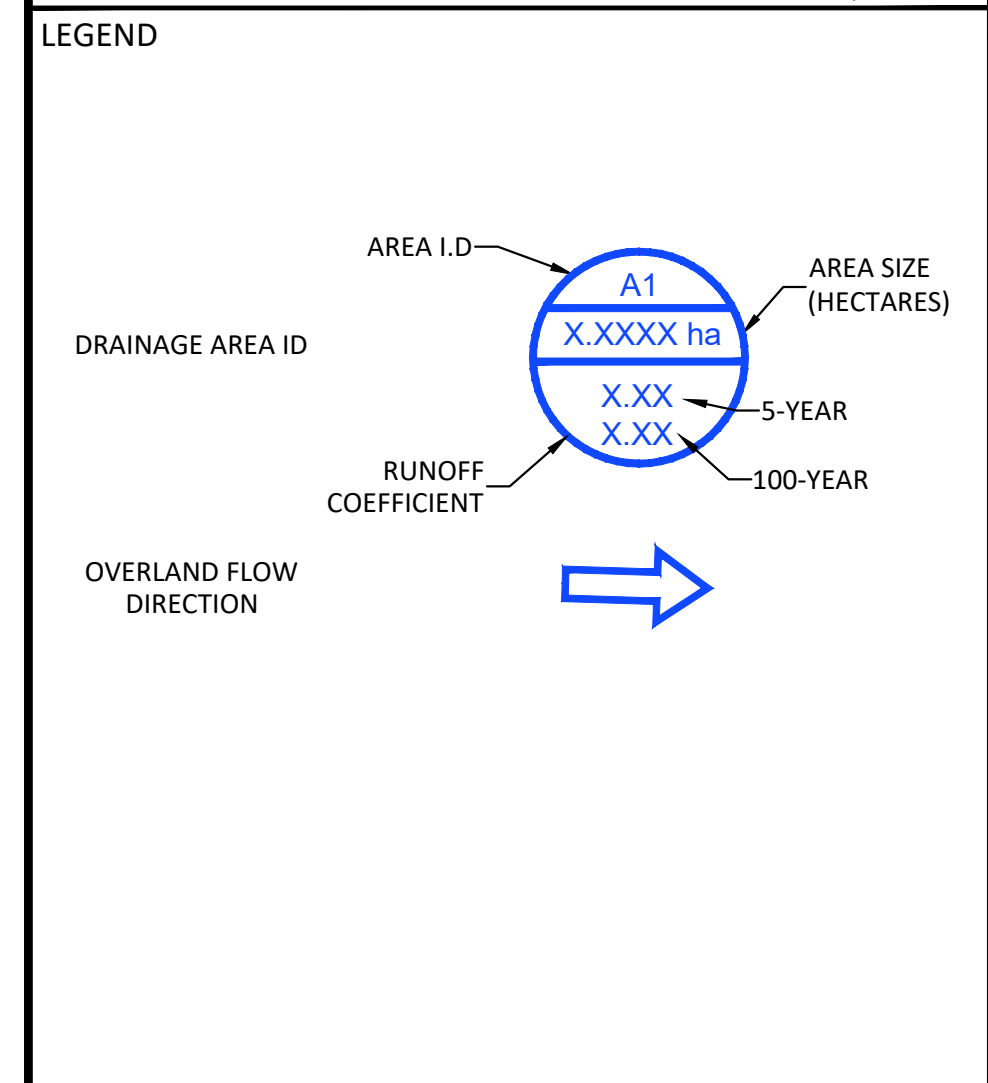 LEGEND
AREA I.D
A1
AREA SIZE
(HECTARES)
X.XXXX ha
DRAINAGE AREA ID
X.XX
5-YEAR
X.XX
100-YEAR
RUNOFF
COEFFICIENT
OVERLAND FLOW
DIRECTION